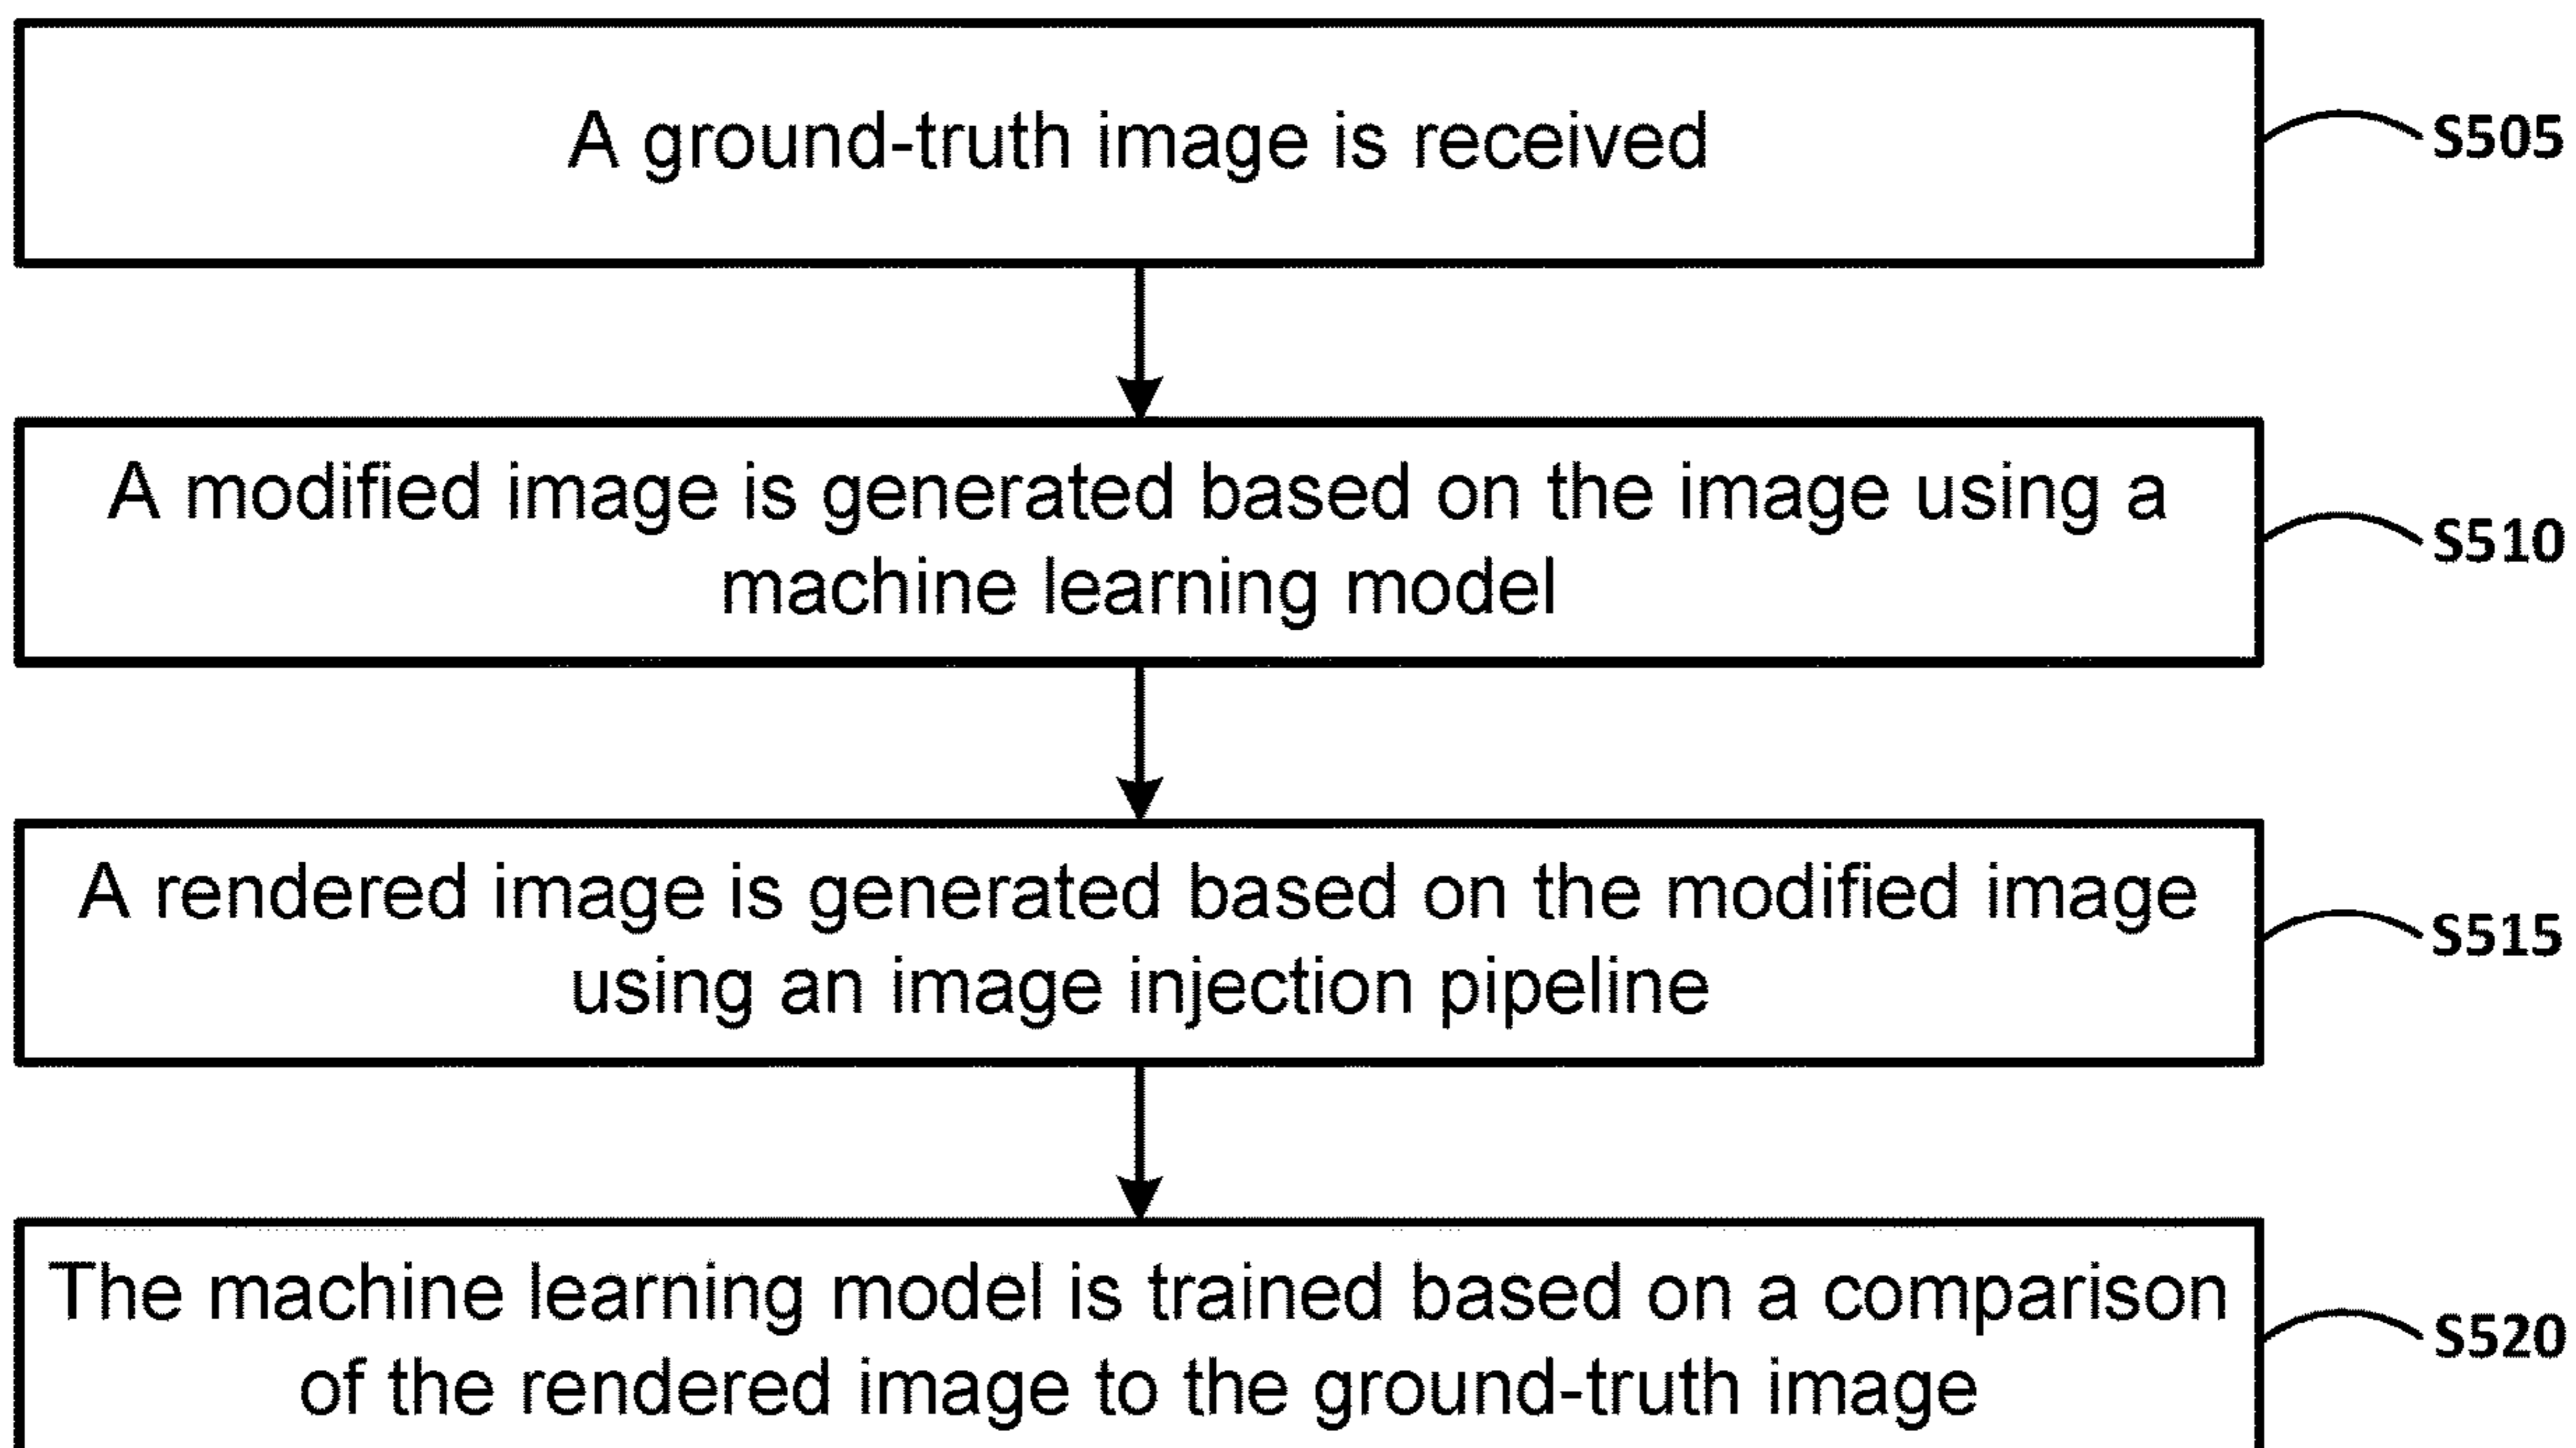 A ground-truth image is received
S505
A modified image is generated based on the image using a
machine learning model
S510
A rendered image is generated based on the modified image
using an image injection pipeline
S515
The machine learning model is trained based on a comparison
of the rendered image to the ground-truth image
S520